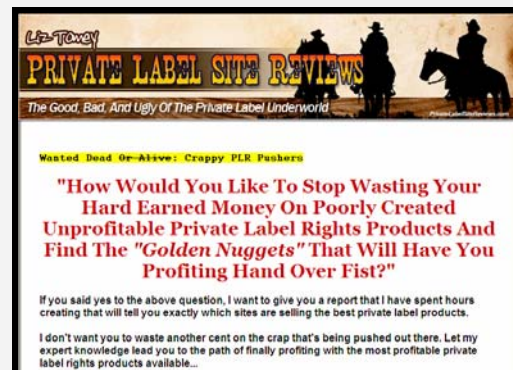 Liz Tomey
PRIVATE LABEL SITE REVIEWS
The Good, Bad, And Ugly Of The Private Label Underworld
PrivateLabelSiteReviews.com
Wanted Dead Or Alive: Crappy PLR Pushers
"How Would You Like To Stop Wasting Your
Hard Earned Money On Poorly Created
Unprofitable Private Label Rights Products And
Find The "Golden Nuggets" That Will Have You
Profiting Hand Over Fist?"
If you said yes to the above question, I want to give you a report that I have spent hours
creating that will tell you exactly which sites are selling the best private label products.
I don't want you to waste another cent on the crap that's being pushed out there. Let my
expert knowledge lead you to the path of finally profiting with the most profitable private
label rights products available...